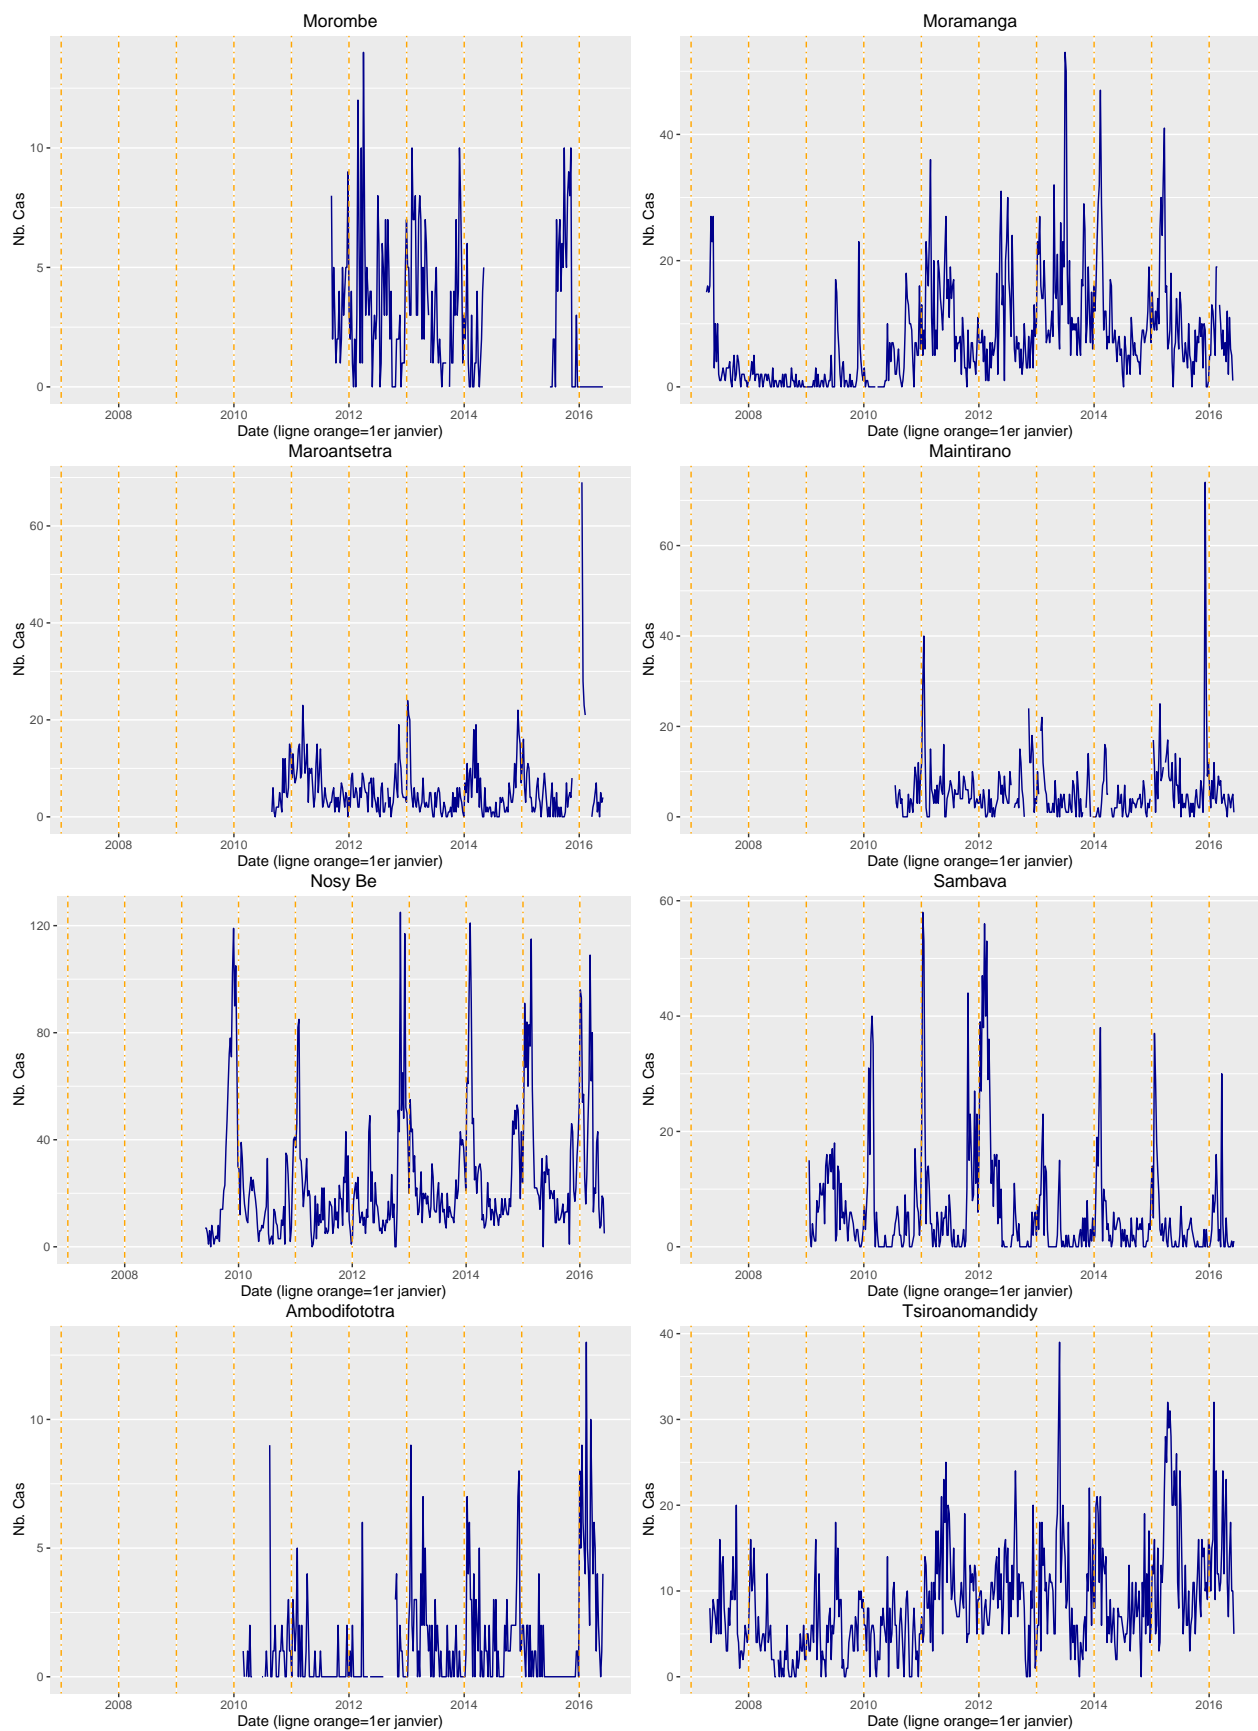 Morombe
Nb. Cas
10
5
0
2008 2010 2012 2014 2016
Date (ligne orange=1er janvier)
Moramanga
Nb. Cas
40
20
0
2008 2010 2012 2014 2016
Date (ligne orange=1er janvier)
Maroantsetra
Nb. Cas
60
40
20
0
2008 2010 2012 2014 2016
Date (ligne orange=1er janvier)
Maintirano
Nb. Cas
60
40
20
0
2008 2010 2012 2014 2016
Date (ligne orange=1er janvier)
Nosy Be
Nb. Cas
120
80
40
0
2008 2010 2012 2014 2016
Date (ligne orange=1er janvier)
Sambava
Nb. Cas
60
40
20
0
2008 2010 2012 2014 2016
Date (ligne orange=1er janvier)
Ambodifototra
Nb. Cas
10
5
0
2008 2010 2012 2014 2016
Date (ligne orange=1er janvier)
Tsiroanomandidy
Nb. Cas
40
30
20
10
0
2008 2010 2012 2014 2016
Date (ligne orange=1er janvier)